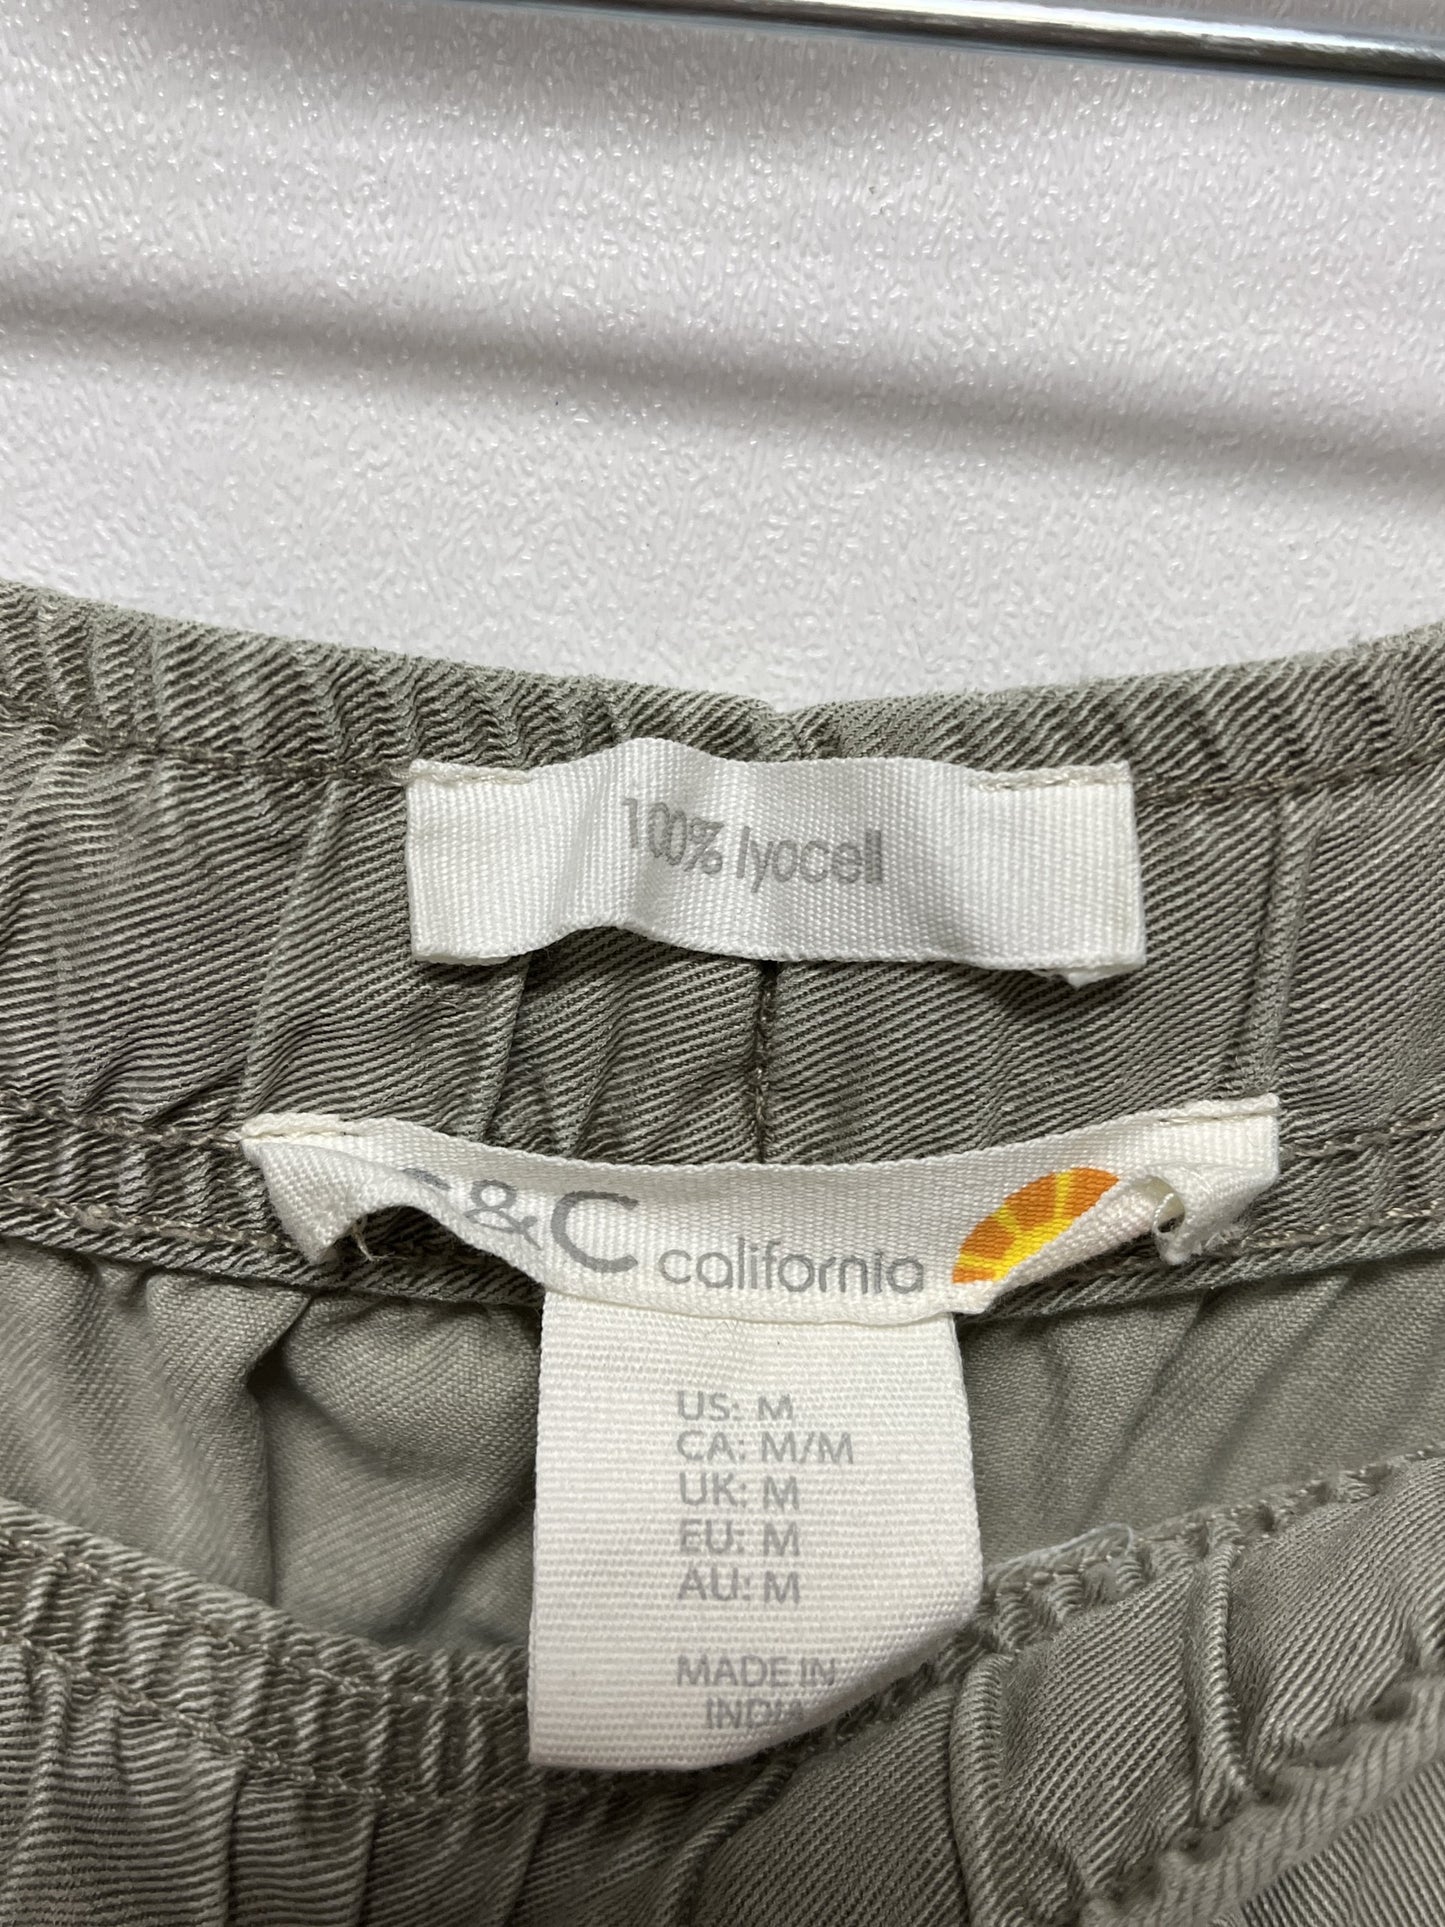 100% lyocell
& C california
US: M
CA: M/M
UK: M
EU: M
AU: M
MADE IN
INDIA